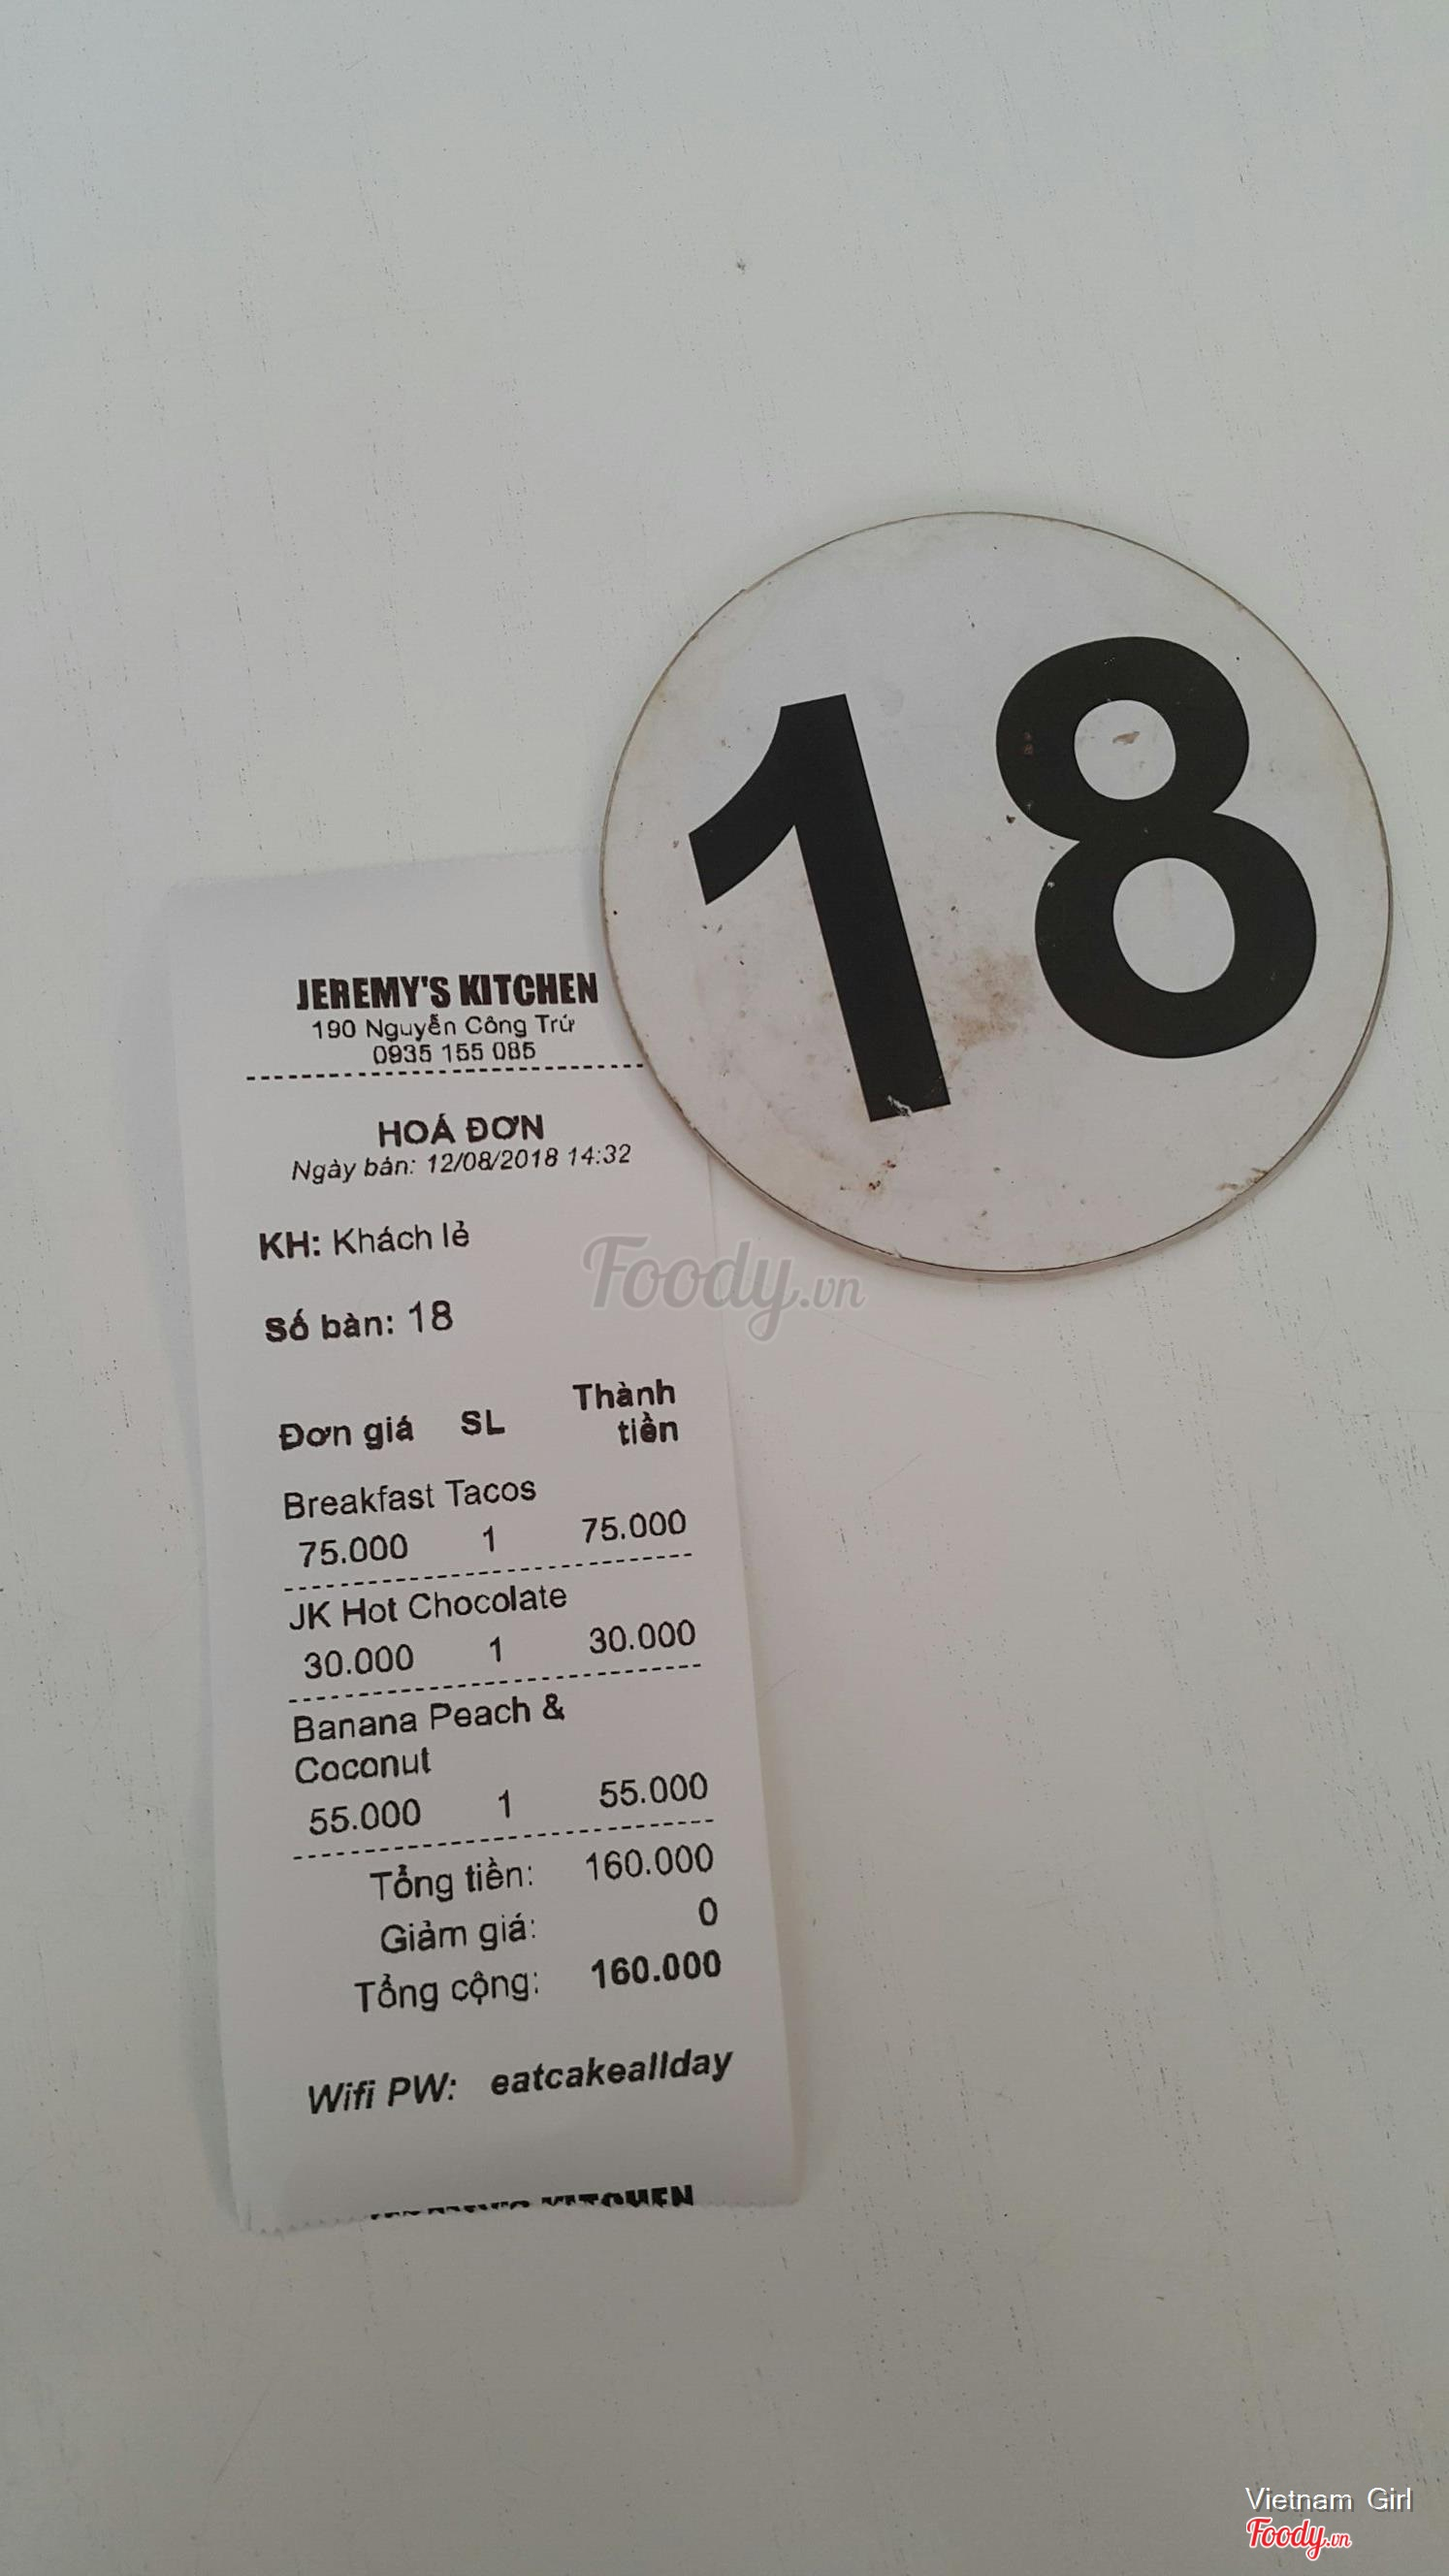 18
JEREMY'S KITCHEN
190 Nguyễn Công Trứ
0935 155 085
HOÁ ĐƠN
Ngày bán: 12/08/2018 14:32
KH: Khách lẻ
Số bàn: 18
Đơn giá SL Thành tiền
Breakfast Tacos
75.000 1 75.000
JK Hot Chocolate
30.000 1 30.000
Banana Peach &
Coconut
55.000 1 55.000
Tổng tiền: 160.000
Giảm giá: 0
Tổng cộng: 160.000
Wifi PW: eatcakeallday
JEREMY'S KITCHEN
Foody.vn
Vietnam Girl
Foody.vn